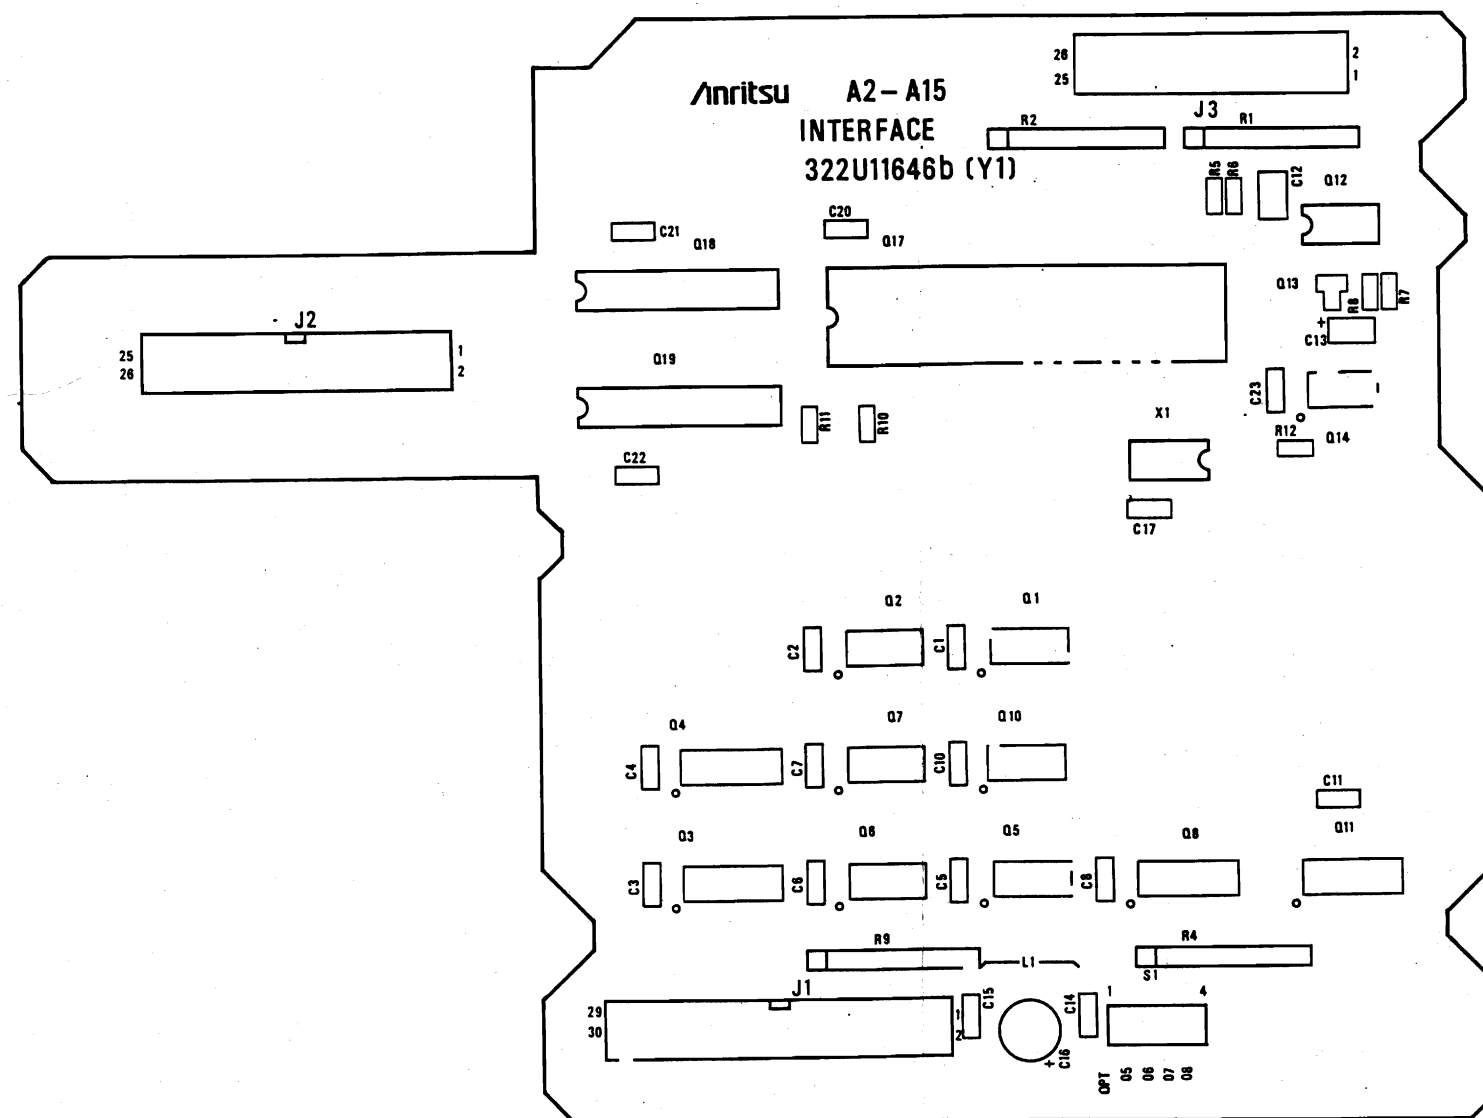 Anritsu A2-A15
INTERFACE
322U11646b (Y1)
26
25
2
1
J3
R2
R1
R5
R6
C12
Q12
C21
Q18
C20
Q17
Q13
R8
R7
+
C13
J2
25
26
1
2
Q19
R11
R10
C23
X1
R12
Q14
C22
C17
Q2
Q1
C2
C1
Q4
Q7
Q10
C4
C7
C10
C11
Q3
Q6
Q5
Q8
Q11
C3
C6
C5
C8
R9
L1
R4
S1
J1
29
30
1
2
C15
C14
1
4
+
C16
OPT
05
06
07
08